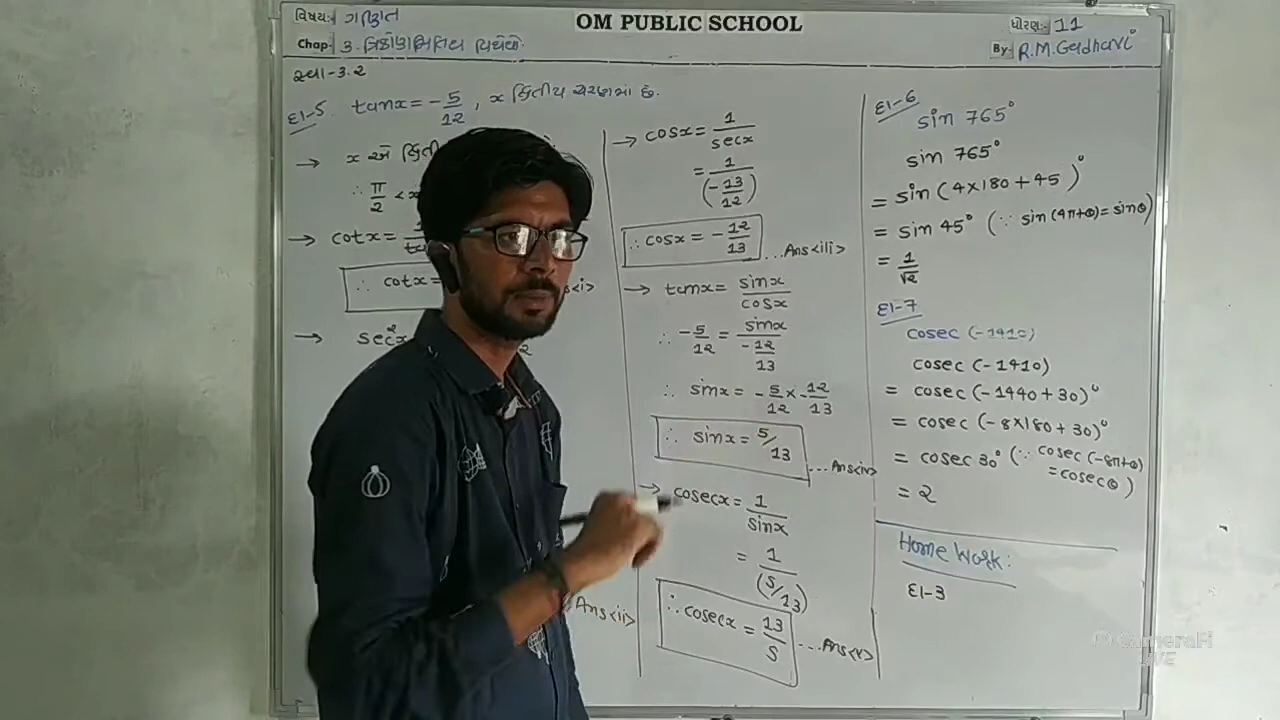 વિષય: ગણિત
OM PUBLIC SCHOOL
ધોરણ: 11
Chap: 3. ત્રિકોણમિતિય વિધેયો.
By: R.M. Gadhavi
સ્વા-3.2
દા-5 tanx = -5/12, x દ્વિતીય ચરણમાં છે.
→ x એ
∴ π/2 <
→ cotx =
∴ cotx =
→ sec²x
Ans<ii>
→ cosx = 1/secx
= 1/(-13/12)
∴ cosx = -12/13 ...Ans<iii>
→ tanx = sinx/cosx
∴ -5/12 = sinx/(-12/13)
∴ sinx = -5/12 × -12/13
∴ sinx = 5/13 ...Ans<iv>
→ cosecx = 1/sinx
= 1/(5/13)
∴ cosecx = 13/5 ...Ans<v>
દા-6 sin 765°
sin 765°
= sin (4×180 + 45)°
= sin 45° (∵ sin (4π+θ) = sinθ)
= 1/√2
દા-7
cosec (-1410)
cosec (-1410)
= cosec (-1440 + 30)°
= cosec (-8×180 + 30)°
= cosec 30° (∵ cosec (-8π+θ)
= cosecθ)
= 2
Home Work:
દા-3
CameraFi
LIVE